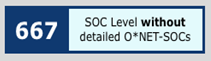 667
SOC Level without
detailed O*NET-SOCs